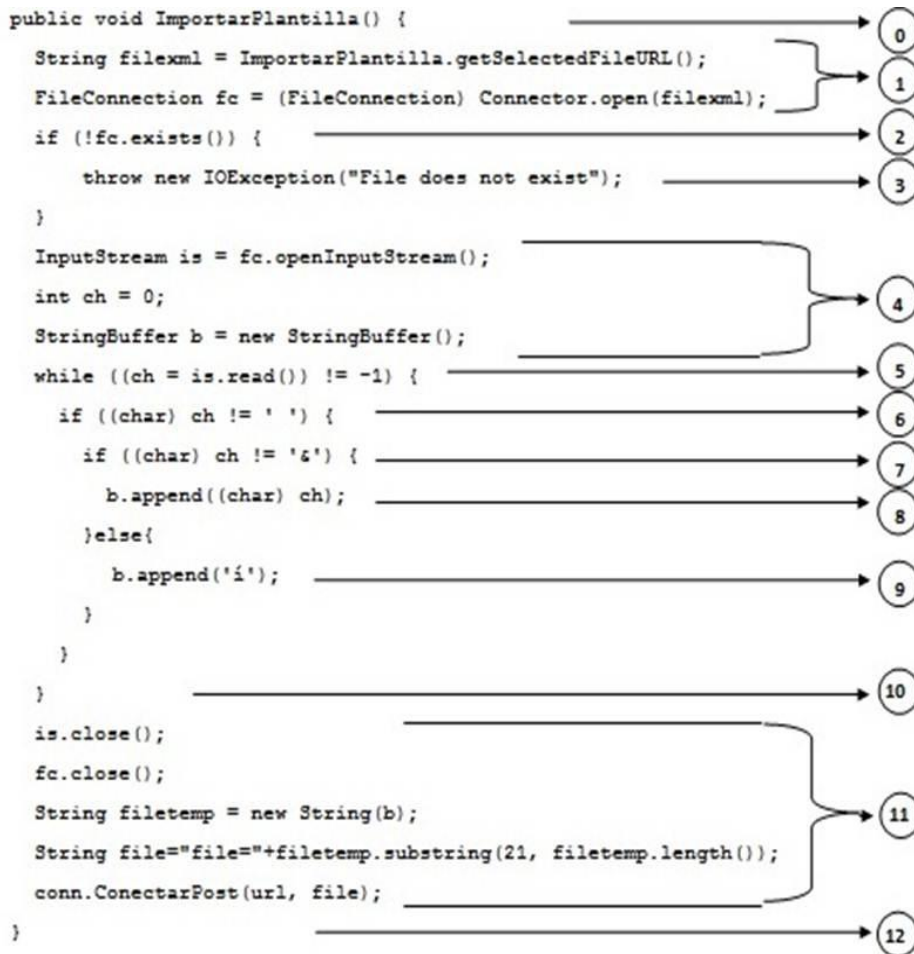 public void ImportarPlantilla() { 0
String filexml = ImportarPlantilla.getSelectedFileURL();
1
FileConnection fc = (FileConnection) Connector.open(filexml);
if (!fc.exists()) { 2
throw new IOException("File does not exist"); 3
}
InputStream is = fc.openInputStream();
int ch = 0; 4
StringBuffer b = new StringBuffer();
while ((ch = is.read()) != -1) { 5
if ((char) ch != ' ') { 6
if ((char) ch != '&') { 7
b.append((char) ch); 8
}else{
b.append('í'); 9
}
}
} 10
is.close();
fc.close();
String filetemp = new String(b); 11
String file="file="+filetemp.substring(21, filetemp.length());
conn.ConectarPost(url, file);
} 12